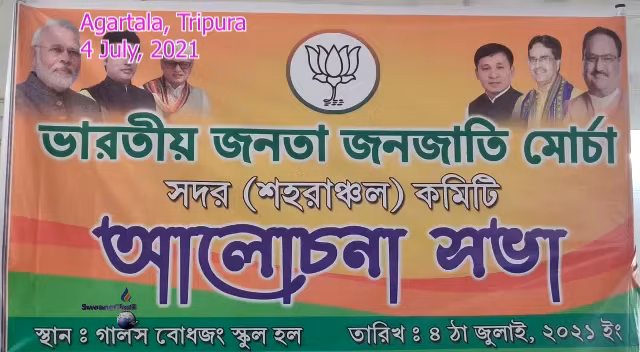 Agartala, Tripura
4 July, 2021
ভারতীয় জনতা জনজাতি মোর্চা
সদর (শহরাঞ্চল) কমিটি
আলোচনা সভা
স্থান : গার্লস বোধজং স্কুল হল
তারিখ : ৪ ঠা জুলাই, ২০২১ ইং